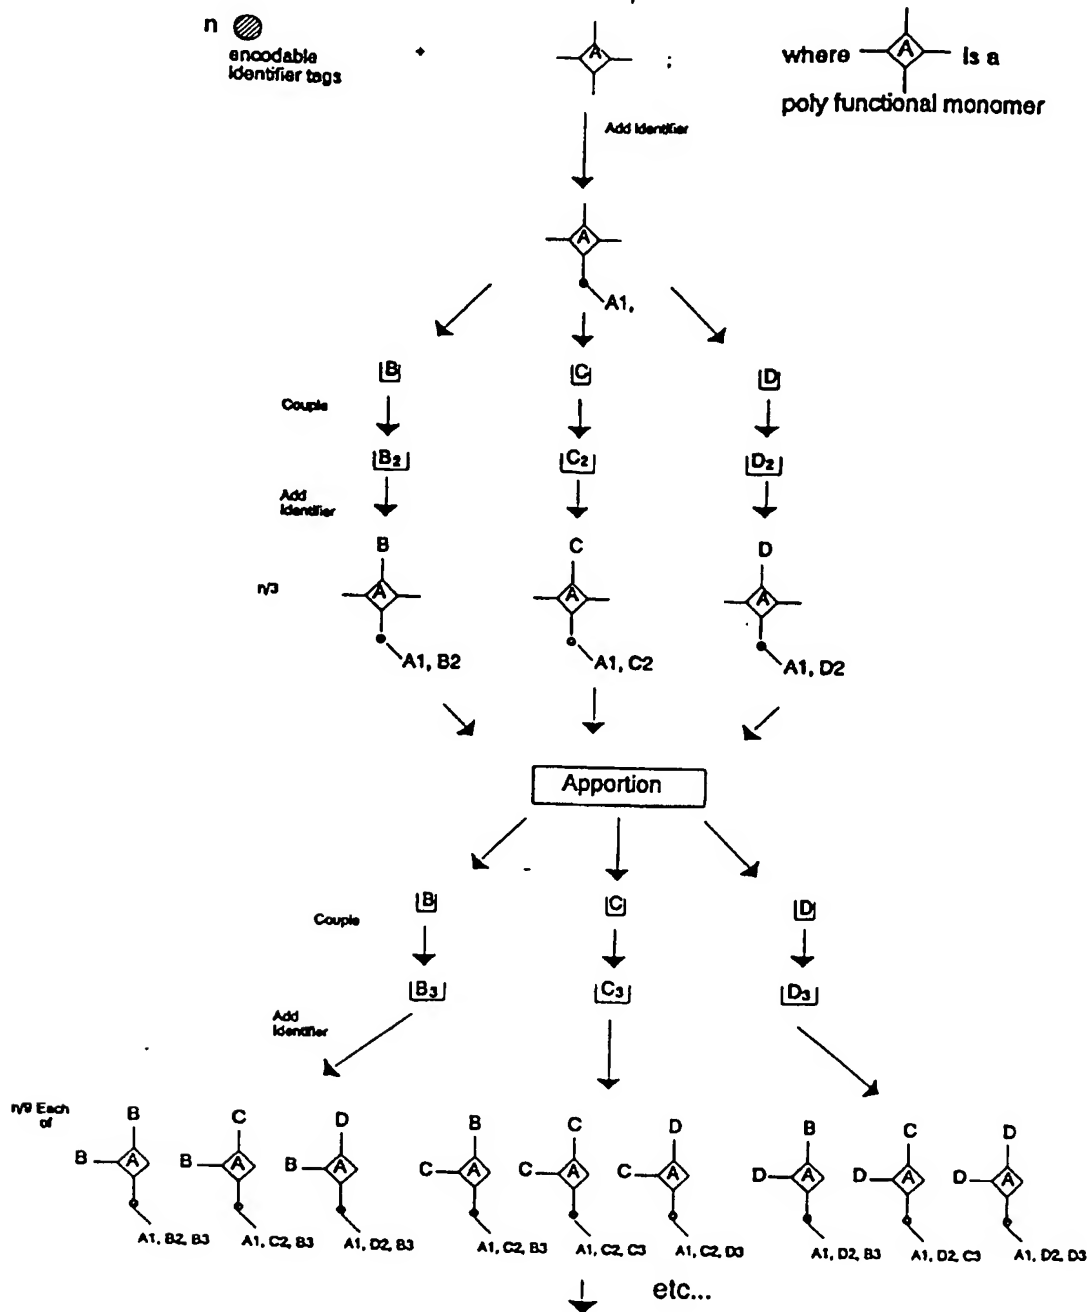 n
encodable
identifier tags
+
A
;
where A is a
poly functional monomer
Add Identifier
A
A1,
B C D
Couple
B2 C2 D2
Add
Identifier
B C D
n/3
A A A
A1, B2 A1, C2 A1, D2
Apportion
B C D
Couple
B3 C3 D3
Add
Identifier
n/9 Each
of
B C D B C D B C D
B A B A B A C A C A C A D A D A D A
A1, B2, B3 A1, C2, B3 A1, D2, B3 A1, C2, B3 A1, C2, C3 A1, C2, D3 A1, D2, B3 A1, D2, C3 A1, D2, D3
etc...